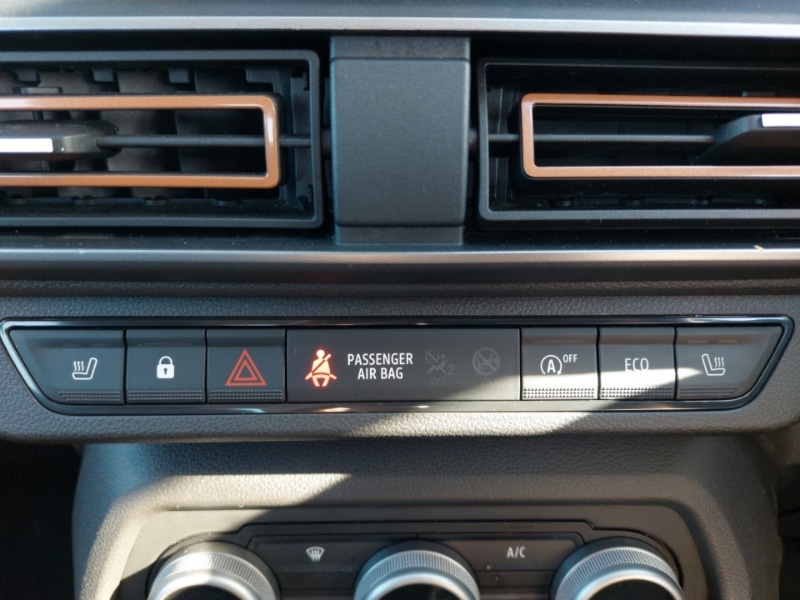 PASSENGER
AIR BAG
A OFF
ECO
A/C